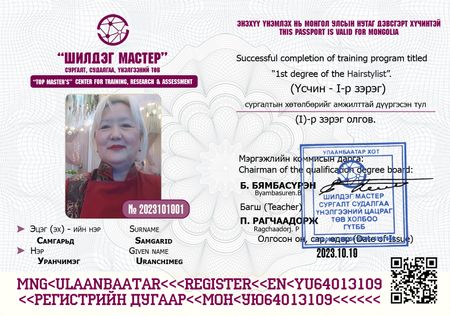 ЭНЭХҮҮ ҮНЭМЛЭХ НЬ МОНГОЛ УЛСЫН НУТАГ ДЭВСГЭРТ ХҮЧИНТЭЙ
THIS PASSPORT IS VALID FOR MONGOLIA
"ШИЛДЭГ МАСТЕР"
СУРГАЛТ, СУДАЛГАА, ҮНЭЛГЭЭНИЙ ТӨВ
"TOP MASTER'S" CENTER FOR TRAINING, RESEARCH & ASSESSMENT
№ 2023101801
Эцэг (эх) - ийн нэр
Самгарьд
Surname
Samgarid
Нэр
Уранчимэг
Given name
Uranchimeg
Successful completion of training program titled
"1st degree of the Hairstylist".
(Үсчин - I-р зэрэг)
сургалтын хөтөлбөрийг амжилттай дүүргэсэн тул
(I)-р зэрэг олгов.
Мэргэжлийн комиссын дарга:
Chairman of the qualification degree board:
Б. БЯМБАСҮРЭН
Byambasuren.B
Багш (Teacher)
П. РАГЧААДОРЖ
Ragchaadorj. P
Олгосон он, сар, өдөр (Date of Issue)
2023.10.18
УЛААНБААТАР ХОТ
ШИЛДЭГ МАСТЕР
СУРГАЛТ СУДАЛГАА
ҮНЭЛГЭЭНИЙ ЦАЦРАГ
ТӨВ ХОЛБОО
ГҮТББ
MNG<ULAANBAATAR<<<REGISTER<<EN<YU64013109
<<РЕГИСТРИЙН ДУГААР<<МОН<УЮ64013109<<<<<<